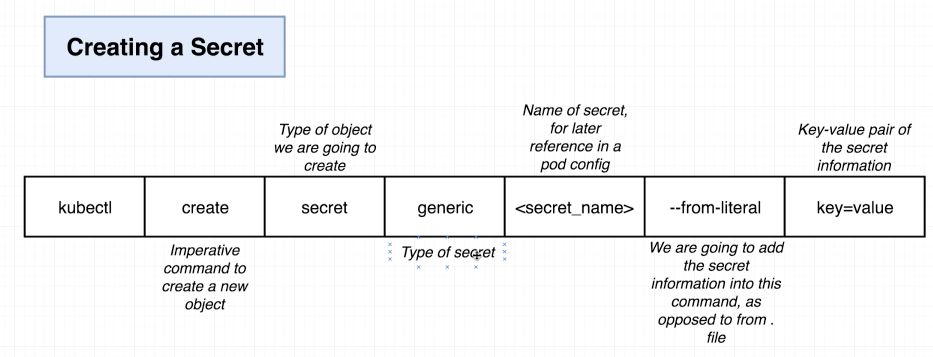 Creating a Secret
Name of secret,
for later
reference in a
pod config
Type of object
we are going to
create
Key-value pair of
the secret
information
kubectl
create
secret
generic
<secret_name>
--from-literal
key=value
Imperative
command to
create a new
object
Type of secret
We are going to add
the secret
information into this
command, as
opposed to from .
file